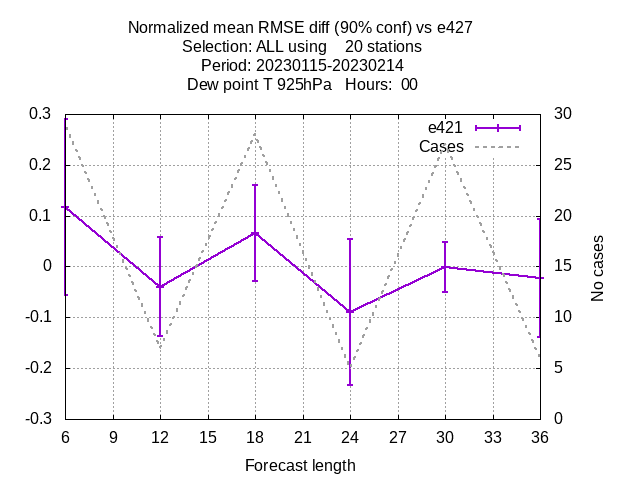 Normalized mean RMSE diff (90% conf) vs e427
Selection: ALL using    20 stations
Period: 20230115-20230214
Dew point T 925hPa   Hours:  00
e421
Cases
0.3
0.2
0.1
0
-0.1
-0.2
-0.3
30
25
20
15
10
5
0
No cases
6 9 12 15 18 21 24 27 30 33 36
Forecast length